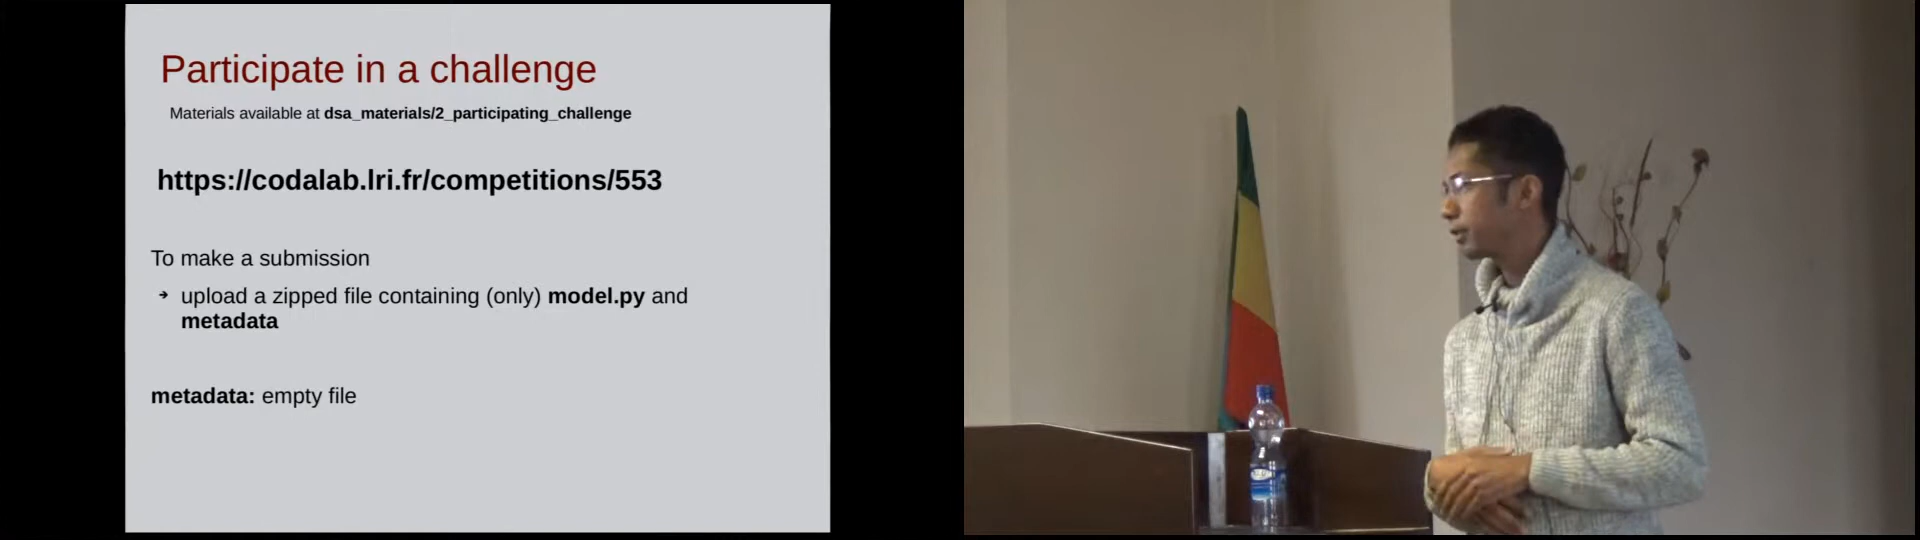 Participate in a challenge
Materials available at dsa_materials/2_participating_challenge
https://codalab.lri.fr/competitions/553
To make a submission
➔ upload a zipped file containing (only) model.py and
metadata
metadata: empty file